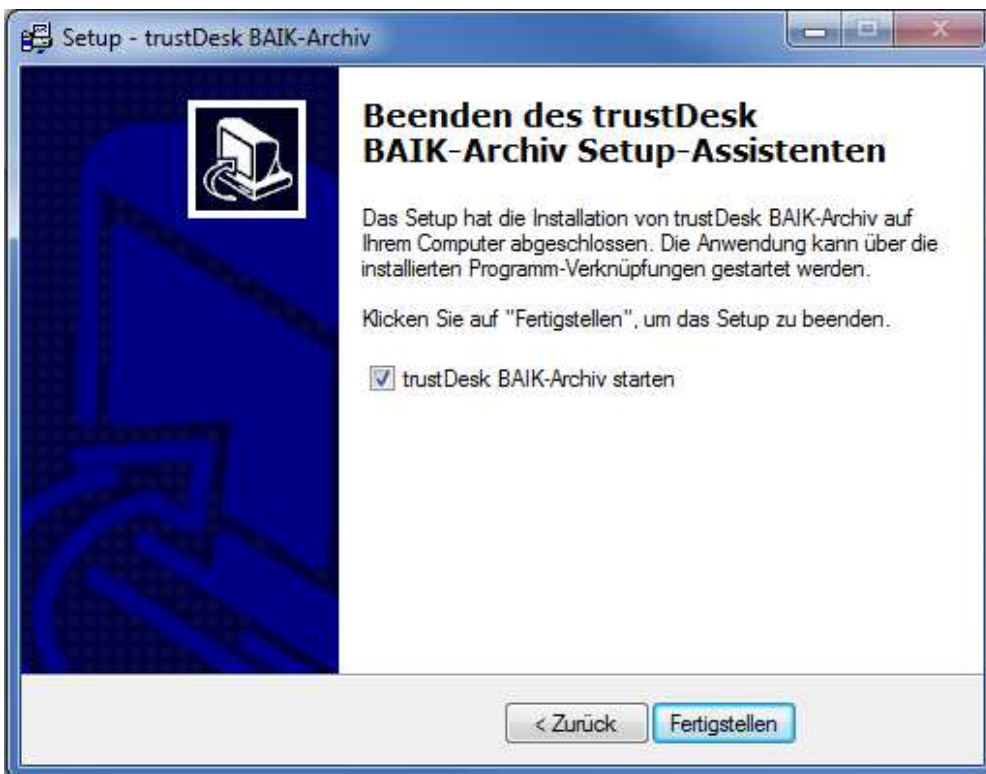 Setup - trustDesk BAIK-Archiv
Beenden des trustDesk
BAIK-Archiv Setup-Assistenten
Das Setup hat die Installation von trustDesk BAIK-Archiv auf
Ihrem Computer abgeschlossen. Die Anwendung kann über die
installierten Programm-Verknüpfungen gestartet werden.
Klicken Sie auf "Fertigstellen", um das Setup zu beenden.
trustDesk BAIK-Archiv starten
< Zurück Fertigstellen